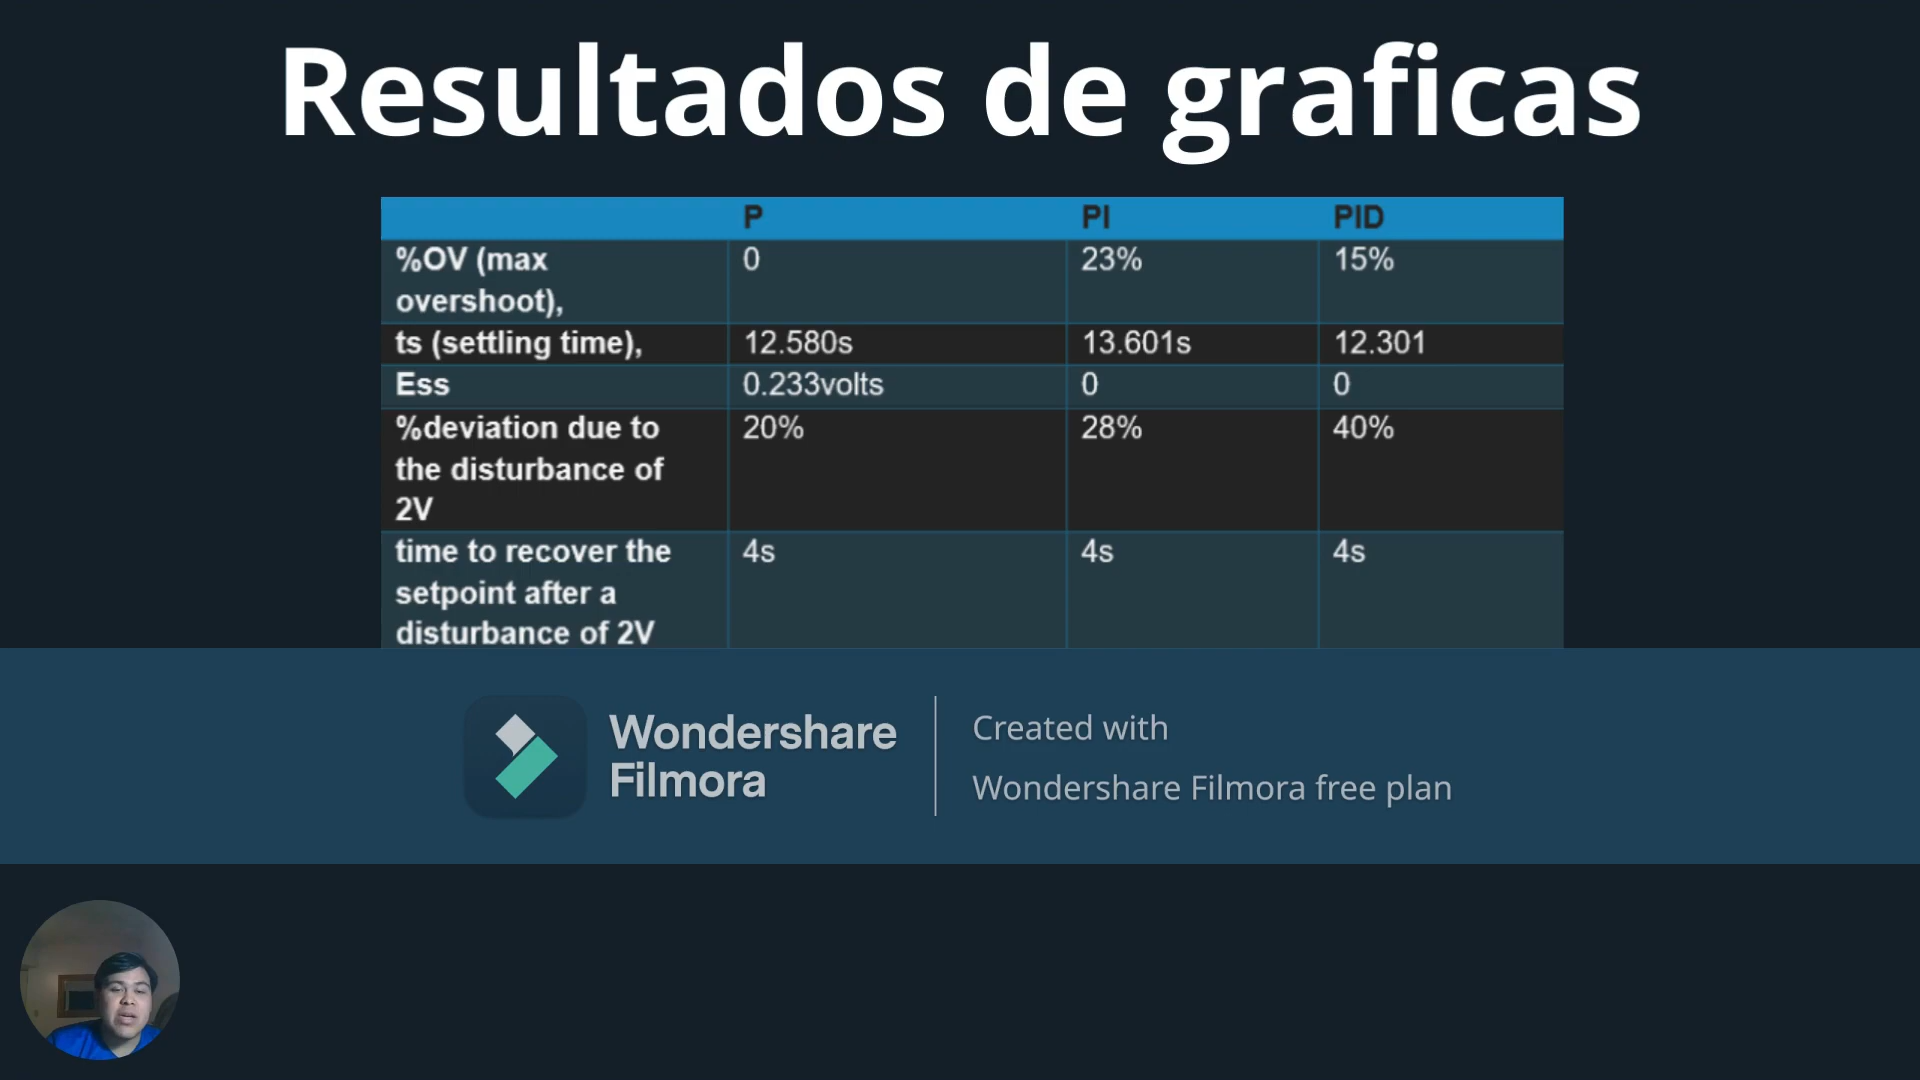 Resultados de graficas
P PI PID
%OV (max 0 23% 15%
overshoot),
ts (settling time), 12.580s 13.601s 12.301
Ess 0.233volts 0 0
%deviation due to 20% 28% 40%
the disturbance of
2V
time to recover the 4s 4s 4s
setpoint after a
disturbance of 2V
Wondershare
Filmora
Created with
Wondershare Filmora free plan